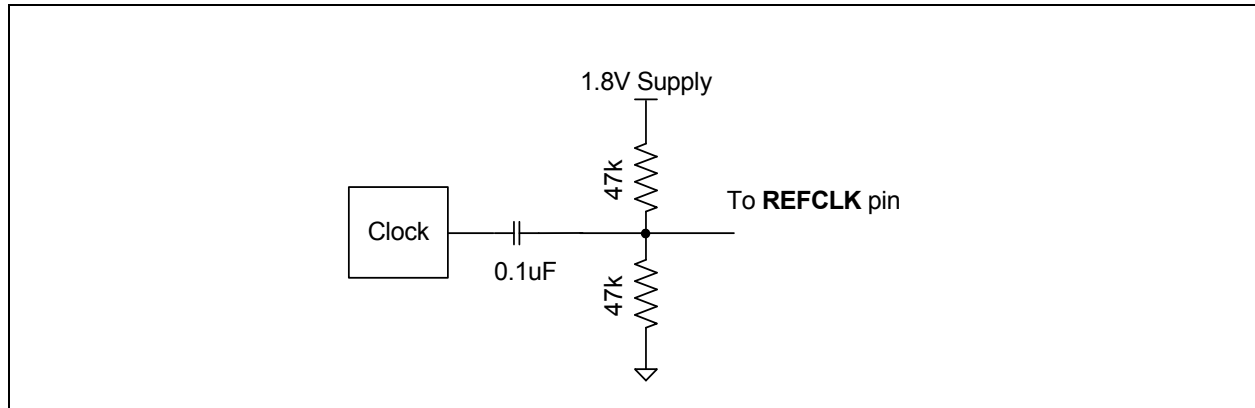 1.8V Supply
47k
To REFCLK pin
Clock
0.1uF
47k